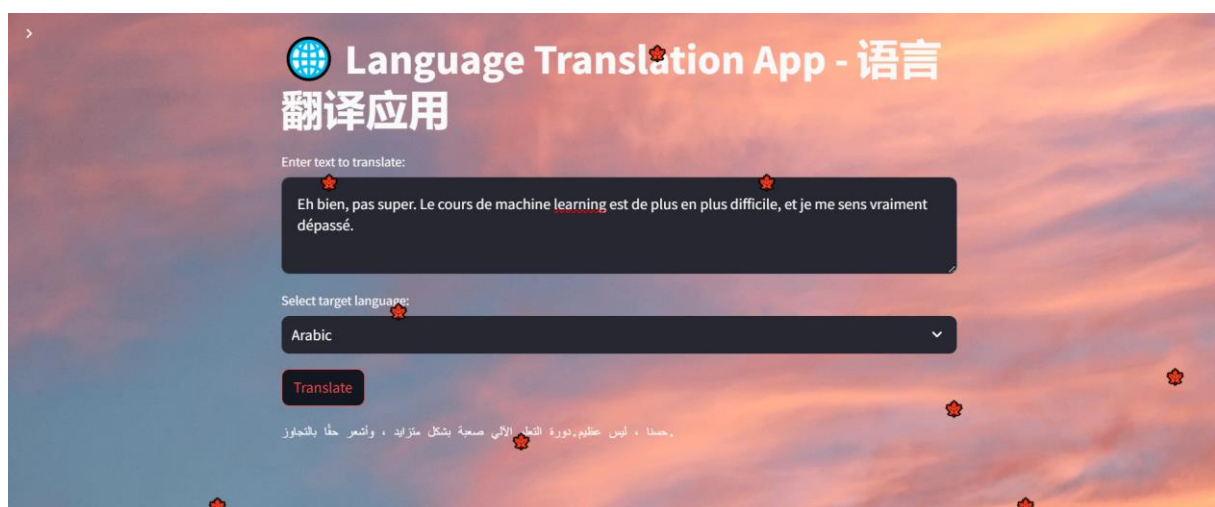 🌐 Language Translation App - 语言
翻译应用
Enter text to translate:
Eh bien, pas super. Le cours de machine learning est de plus en plus difficile, et je me sens vraiment
dépassé.
Select target language:
Arabic
Translate
حسنا ، ليس عظيم.دورة الآلي صعبة بشكل متزايد ، وأشعر حقًا بالتجاوز.